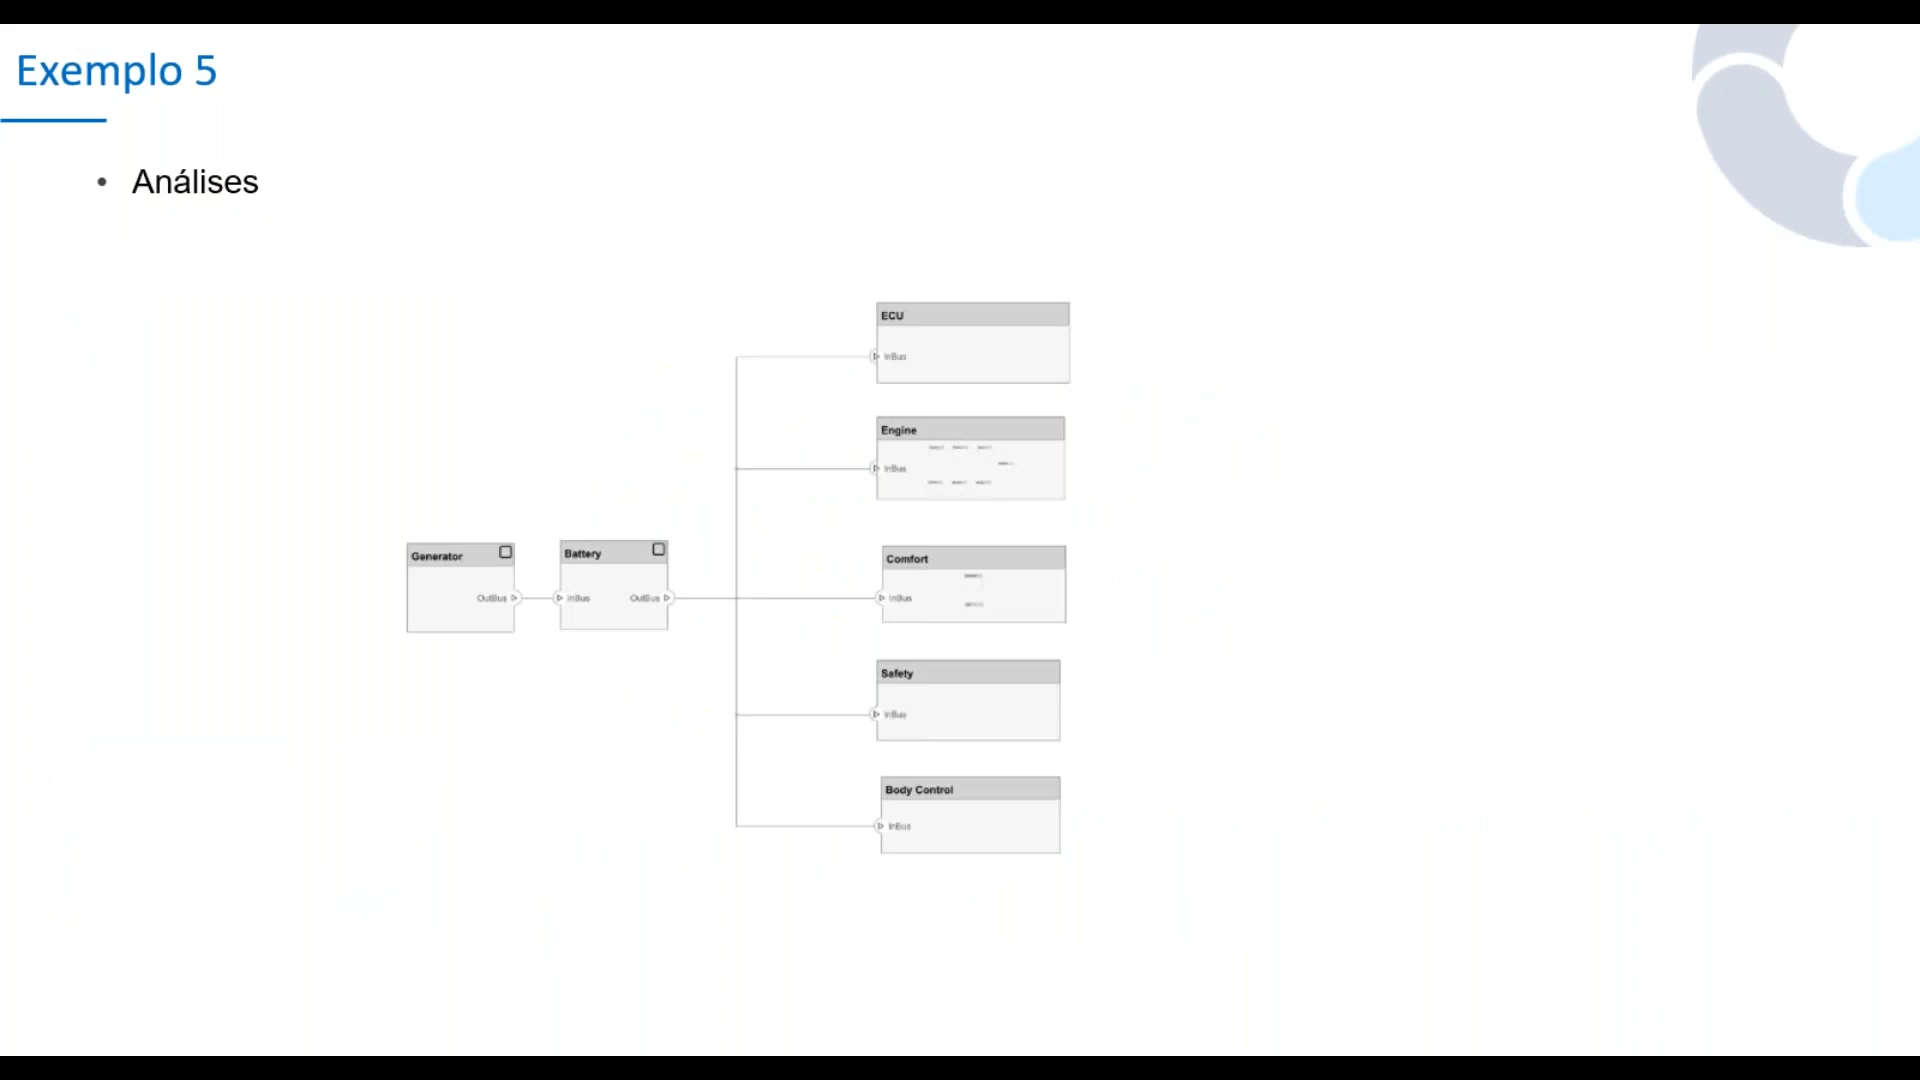 Exemplo 5
• Análises
ECU
InBus
Engine
InBus
Generator
OutBus
Battery
InBus
OutBus
Comfort
InBus
Safety
InBus
Body Control
InBus